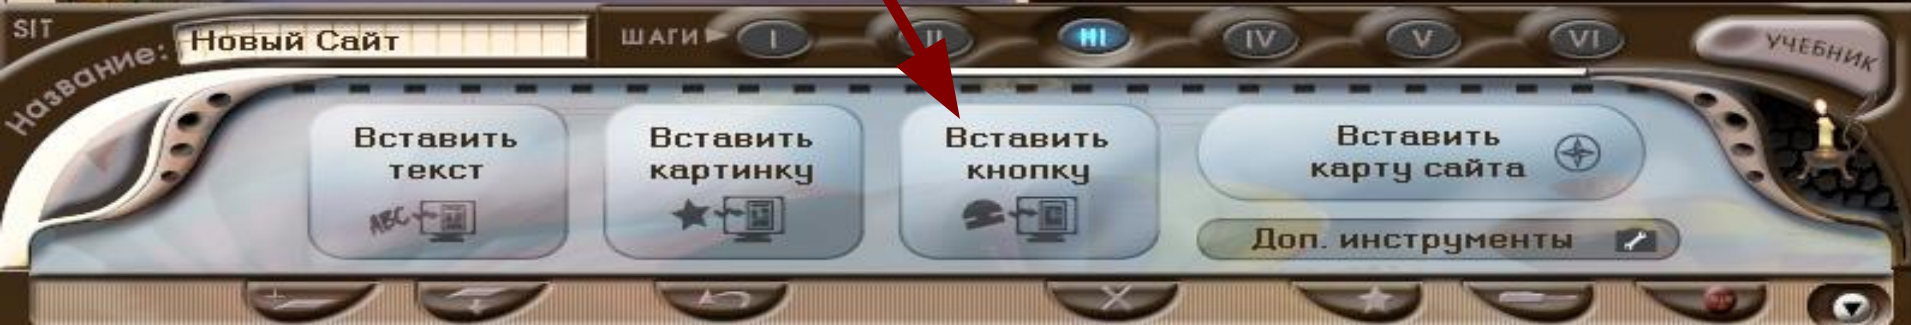 SIT
Название:
Новый Сайт
ШАГИ
I
II
III
IV
V
VI
УЧЕБНИК
Вставить
текст
ABC
Вставить
картинку
Вставить
кнопку
Вставить
карту сайта
Доп. инструменты